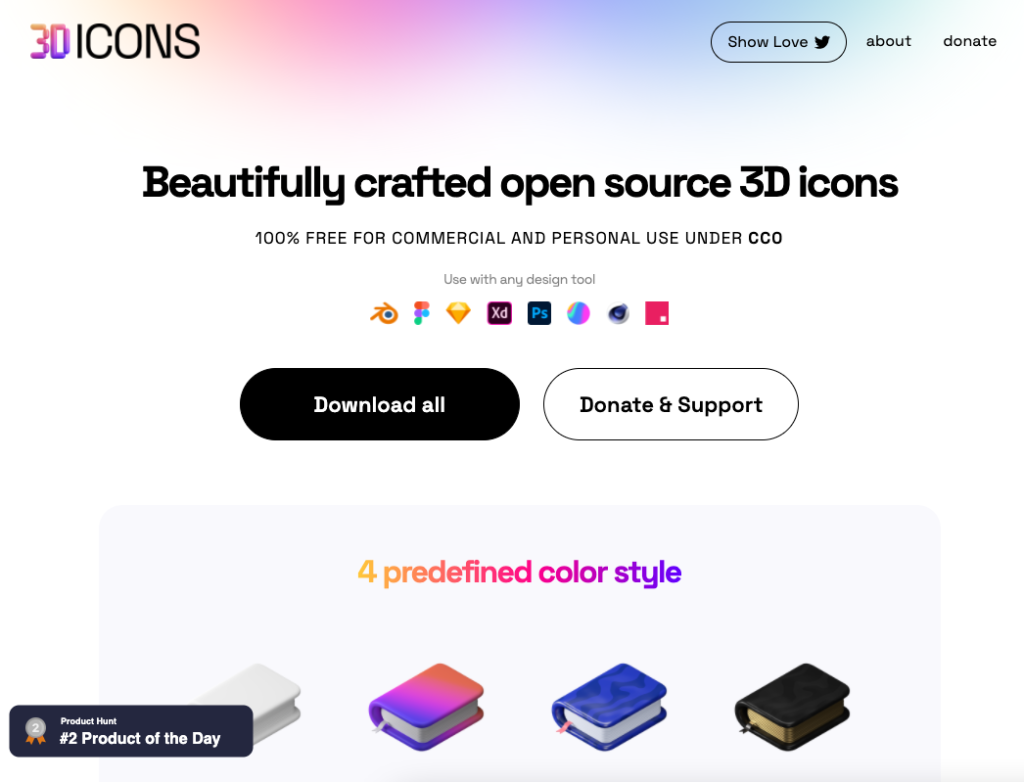 3D ICONS
Show Love
about
donate
Beautifully crafted open source 3D icons
100% FREE FOR COMMERCIAL AND PERSONAL USE UNDER CC0
Use with any design tool
Xd
Ps
Download all
Donate & Support
4 predefined color style
2
Product Hunt
#2 Product of the Day